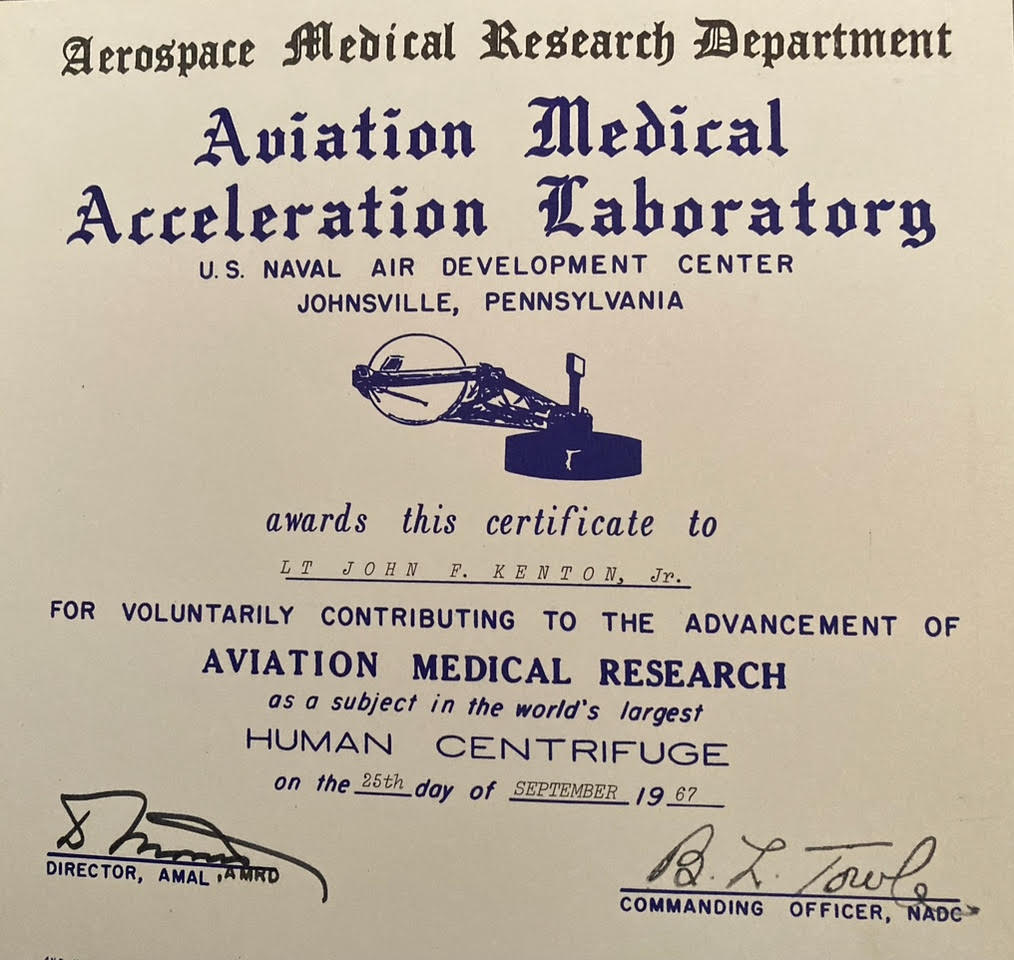 Aerospace Medical Research Department
Aviation Medical
Acceleration Laboratory
U.S. NAVAL AIR DEVELOPMENT CENTER
JOHNSVILLE, PENNSYLVANIA
awards this certificate to
LT JOHN F. KENTON, Jr.
FOR VOLUNTARILY CONTRIBUTING TO THE ADVANCEMENT OF
AVIATION MEDICAL RESEARCH
as a subject in the world's largest
HUMAN CENTRIFUGE
on the 25th day of SEPTEMBER 1967
DIRECTOR, AMAL, AMRD
B. L. Towle
COMMANDING OFFICER, NADC